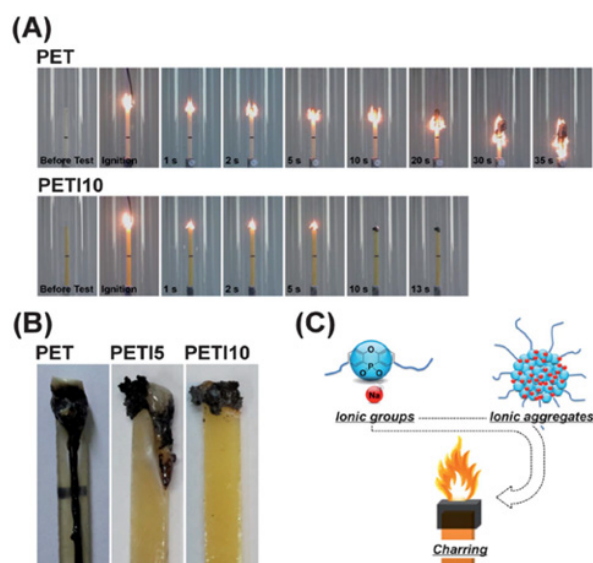 (A)
PET
Before Test Ignition 1 s 2 s 5 s 10 s 20 s 30 s 35 s
PETI10
Before Test Ignition 1 s 2 s 5 s 10 s 13 s
(B)
PET PETI5 PETI10
(C)
O
P
O O
Na
Ionic groups Ionic aggregates
Charring